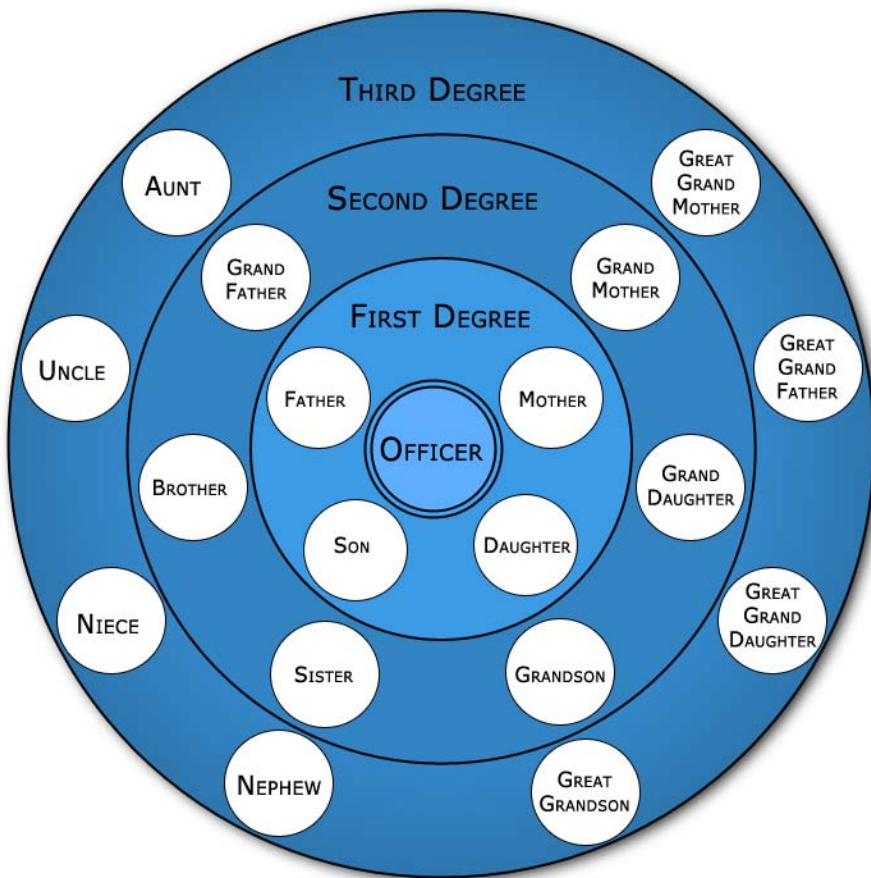 Third Degree
Aunt
Great
Grand
Mother
Second Degree
Grand
Father
Grand
Mother
First Degree
Uncle
Great
Grand
Father
Father
Mother
Officer
Brother
Grand
Daughter
Son
Daughter
Niece
Great
Grand
Daughter
Sister
Grandson
Nephew
Great
Grandson